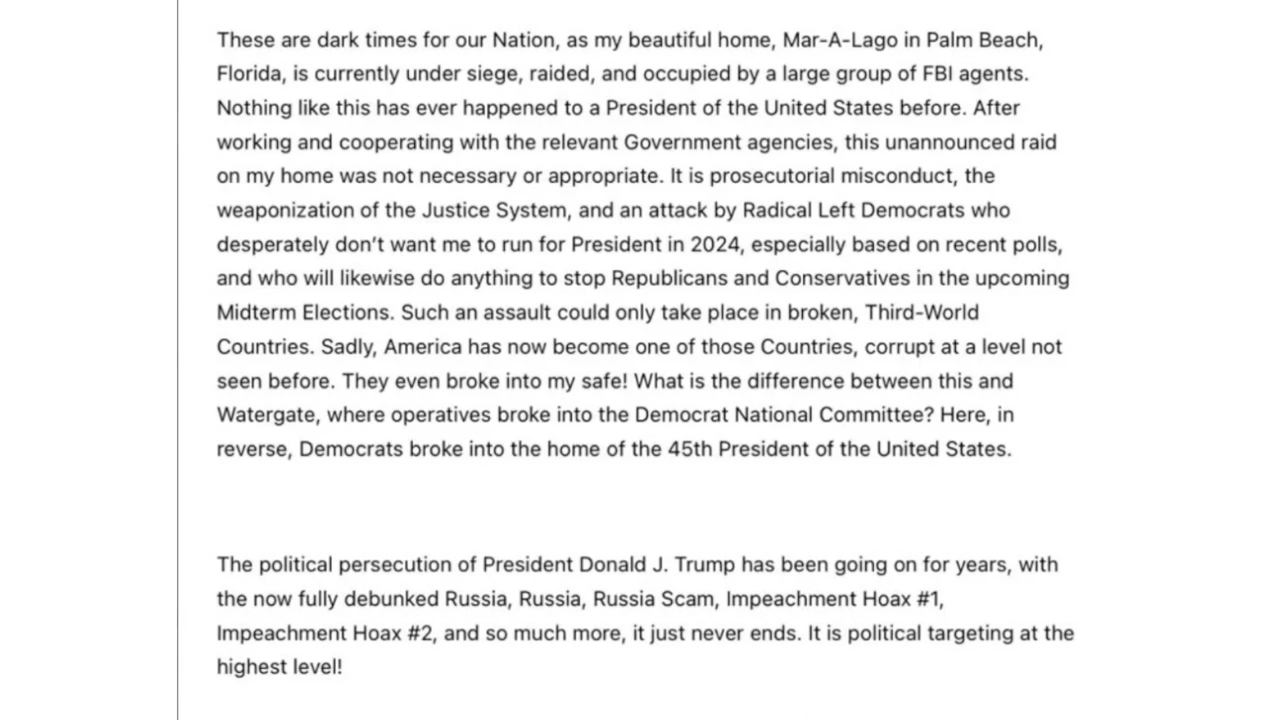 These are dark times for our Nation, as my beautiful home, Mar-A-Lago in Palm Beach,
Florida, is currently under siege, raided, and occupied by a large group of FBI agents.
Nothing like this has ever happened to a President of the United States before. After
working and cooperating with the relevant Government agencies, this unannounced raid
on my home was not necessary or appropriate. It is prosecutorial misconduct, the
weaponization of the Justice System, and an attack by Radical Left Democrats who
desperately don’t want me to run for President in 2024, especially based on recent polls,
and who will likewise do anything to stop Republicans and Conservatives in the upcoming
Midterm Elections. Such an assault could only take place in broken, Third-World
Countries. Sadly, America has now become one of those Countries, corrupt at a level not
seen before. They even broke into my safe! What is the difference between this and
Watergate, where operatives broke into the Democrat National Committee? Here, in
reverse, Democrats broke into the home of the 45th President of the United States.
The political persecution of President Donald J. Trump has been going on for years, with
the now fully debunked Russia, Russia, Russia Scam, Impeachment Hoax #1,
Impeachment Hoax #2, and so much more, it just never ends. It is political targeting at the
highest level!